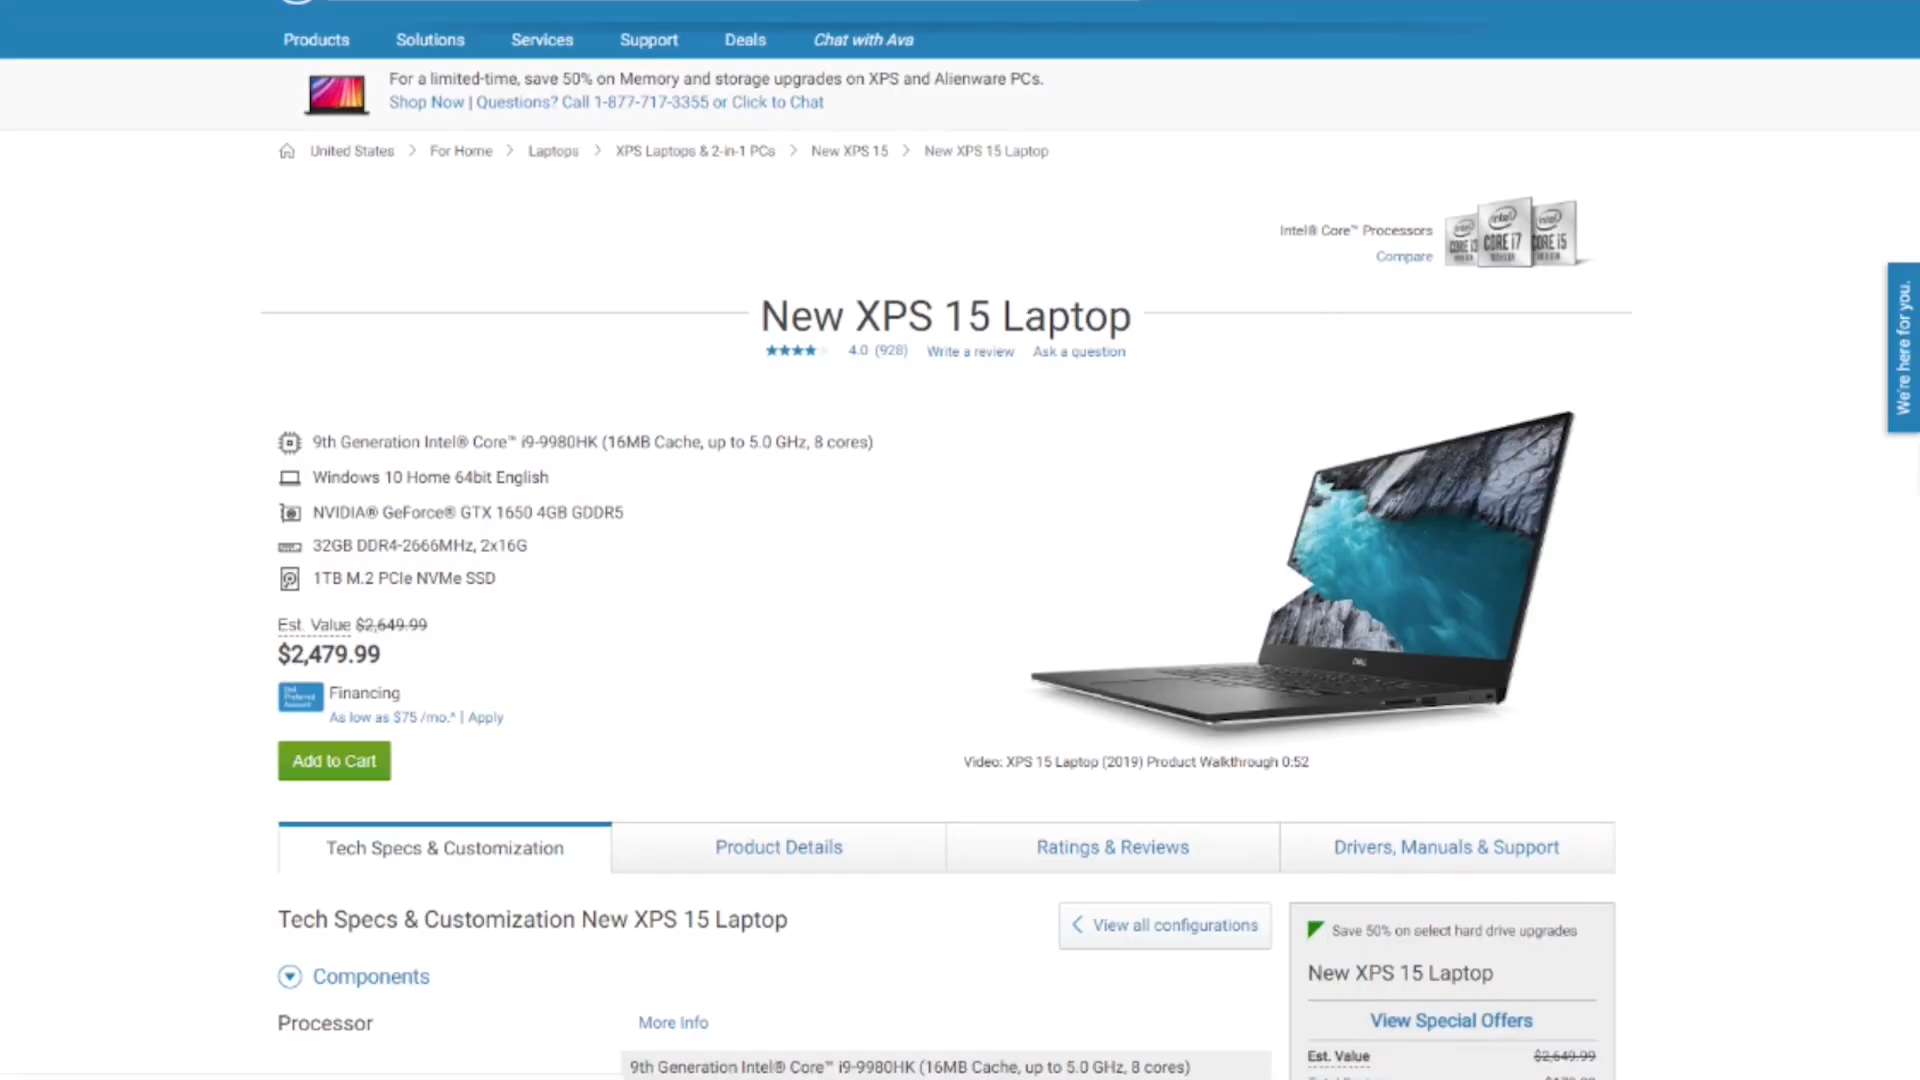 Products Solutions Services Support Deals Chat with Ava
For a limited-time, save 50% on Memory and storage upgrades on XPS and Alienware PCs.
Shop Now | Questions? Call 1-877-717-3355 or Click to Chat
United States > For Home > Laptops > XPS Laptops & 2-in-1 PCs > New XPS 15 > New XPS 15 Laptop
Intel® Core™ Processors
Compare
intel CORE i7
intel CORE i5
We're here for you.
New XPS 15 Laptop
4.0 (928) Write a review Ask a question
9th Generation Intel® Core™ i9-9980HK (16MB Cache, up to 5.0 GHz, 8 cores)
Windows 10 Home 64bit English
NVIDIA® GeForce® GTX 1650 4GB GDDR5
32GB DDR4-2666MHz, 2x16G
1TB M.2 PCIe NVMe SSD
Est. Value $2,649.99
$2,479.99
Dell Preferred Account
Financing
As low as $75 /mo.^ | Apply
Add to Cart
DELL
Video: XPS 15 Laptop (2019) Product Walkthrough 0:52
Tech Specs & Customization
Product Details
Ratings & Reviews
Drivers, Manuals & Support
Tech Specs & Customization New XPS 15 Laptop
View all configurations
Save 50% on select hard drive upgrades
New XPS 15 Laptop
View Special Offers
Est. Value $2,649.99
Components
Processor More Info
9th Generation Intel® Core™ i9-9980HK (16MB Cache, up to 5.0 GHz, 8 cores)